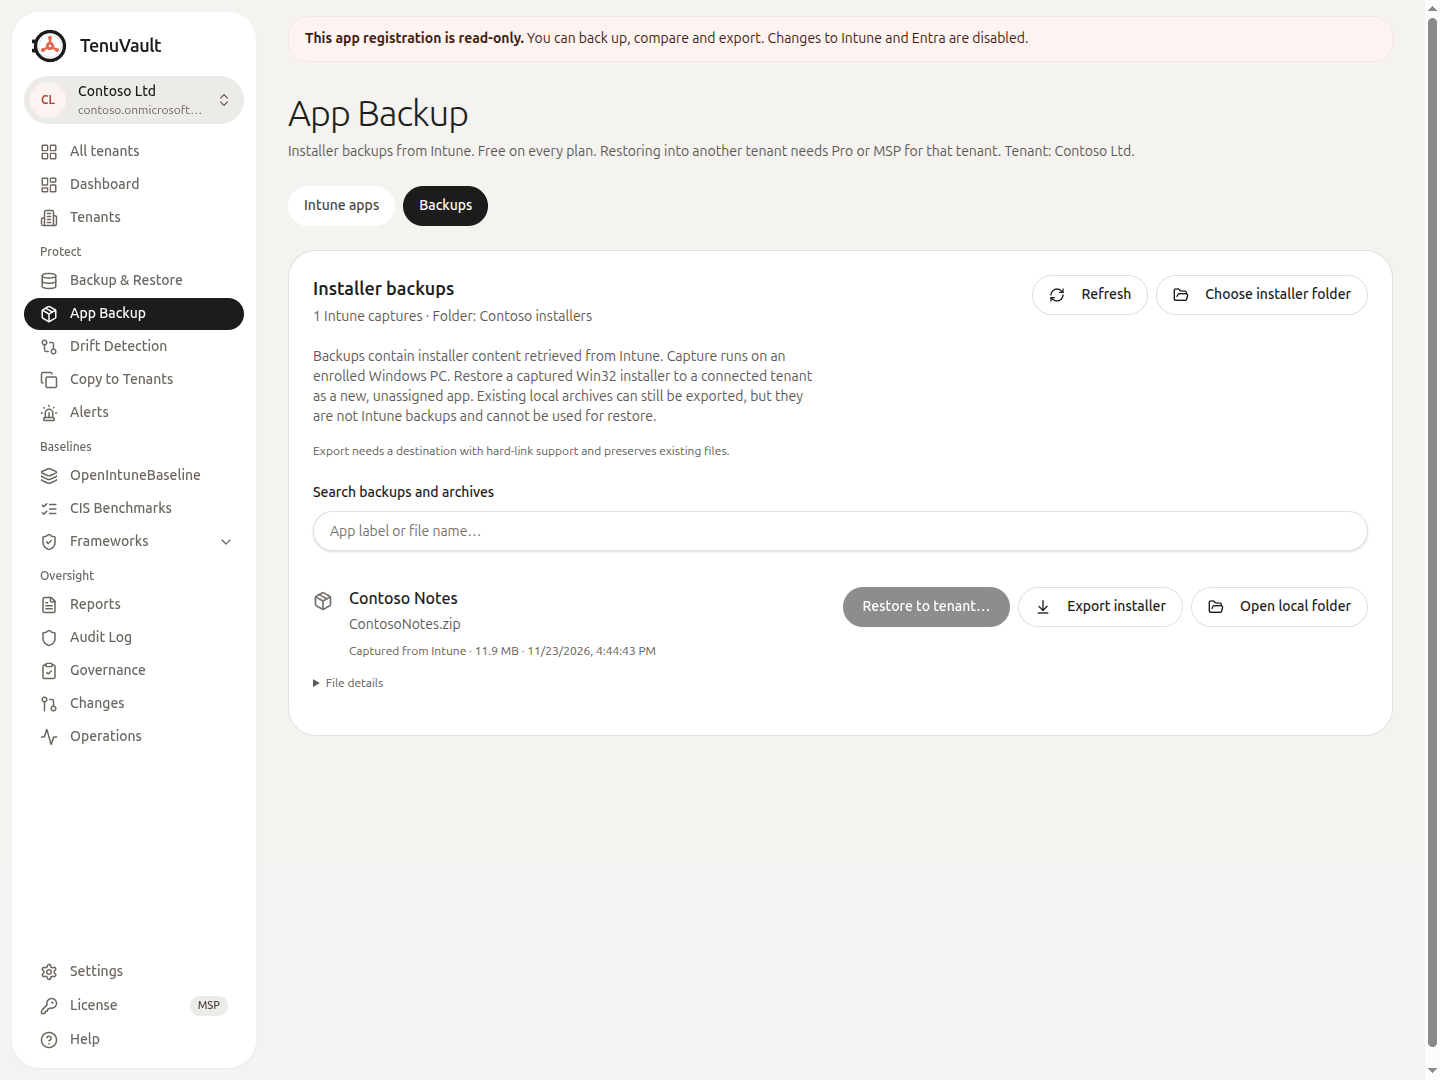 TenuVault
CL
Contoso Ltd
contoso.onmicrosoft...
All tenants
Dashboard
Tenants
Protect
Backup & Restore
App Backup
Drift Detection
Copy to Tenants
Alerts
Baselines
OpenIntuneBaseline
CIS Benchmarks
Frameworks
Oversight
Reports
Audit Log
Governance
Changes
Operations
Settings
License MSP
Help
This app registration is read-only. You can back up, compare and export. Changes to Intune and Entra are disabled.
App Backup
Installer backups from Intune. Free on every plan. Restoring into another tenant needs Pro or MSP for that tenant. Tenant: Contoso Ltd.
Intune apps Backups
Installer backups
1 Intune captures · Folder: Contoso installers
Refresh Choose installer folder
Backups contain installer content retrieved from Intune. Capture runs on an
enrolled Windows PC. Restore a captured Win32 installer to a connected tenant
as a new, unassigned app. Existing local archives can still be exported, but they
are not Intune backups and cannot be used for restore.
Export needs a destination with hard-link support and preserves existing files.
Search backups and archives
App label or file name...
Contoso Notes
ContosoNotes.zip
Captured from Intune · 11.9 MB · 11/23/2026, 4:44:43 PM
Restore to tenant... Export installer Open local folder
File details